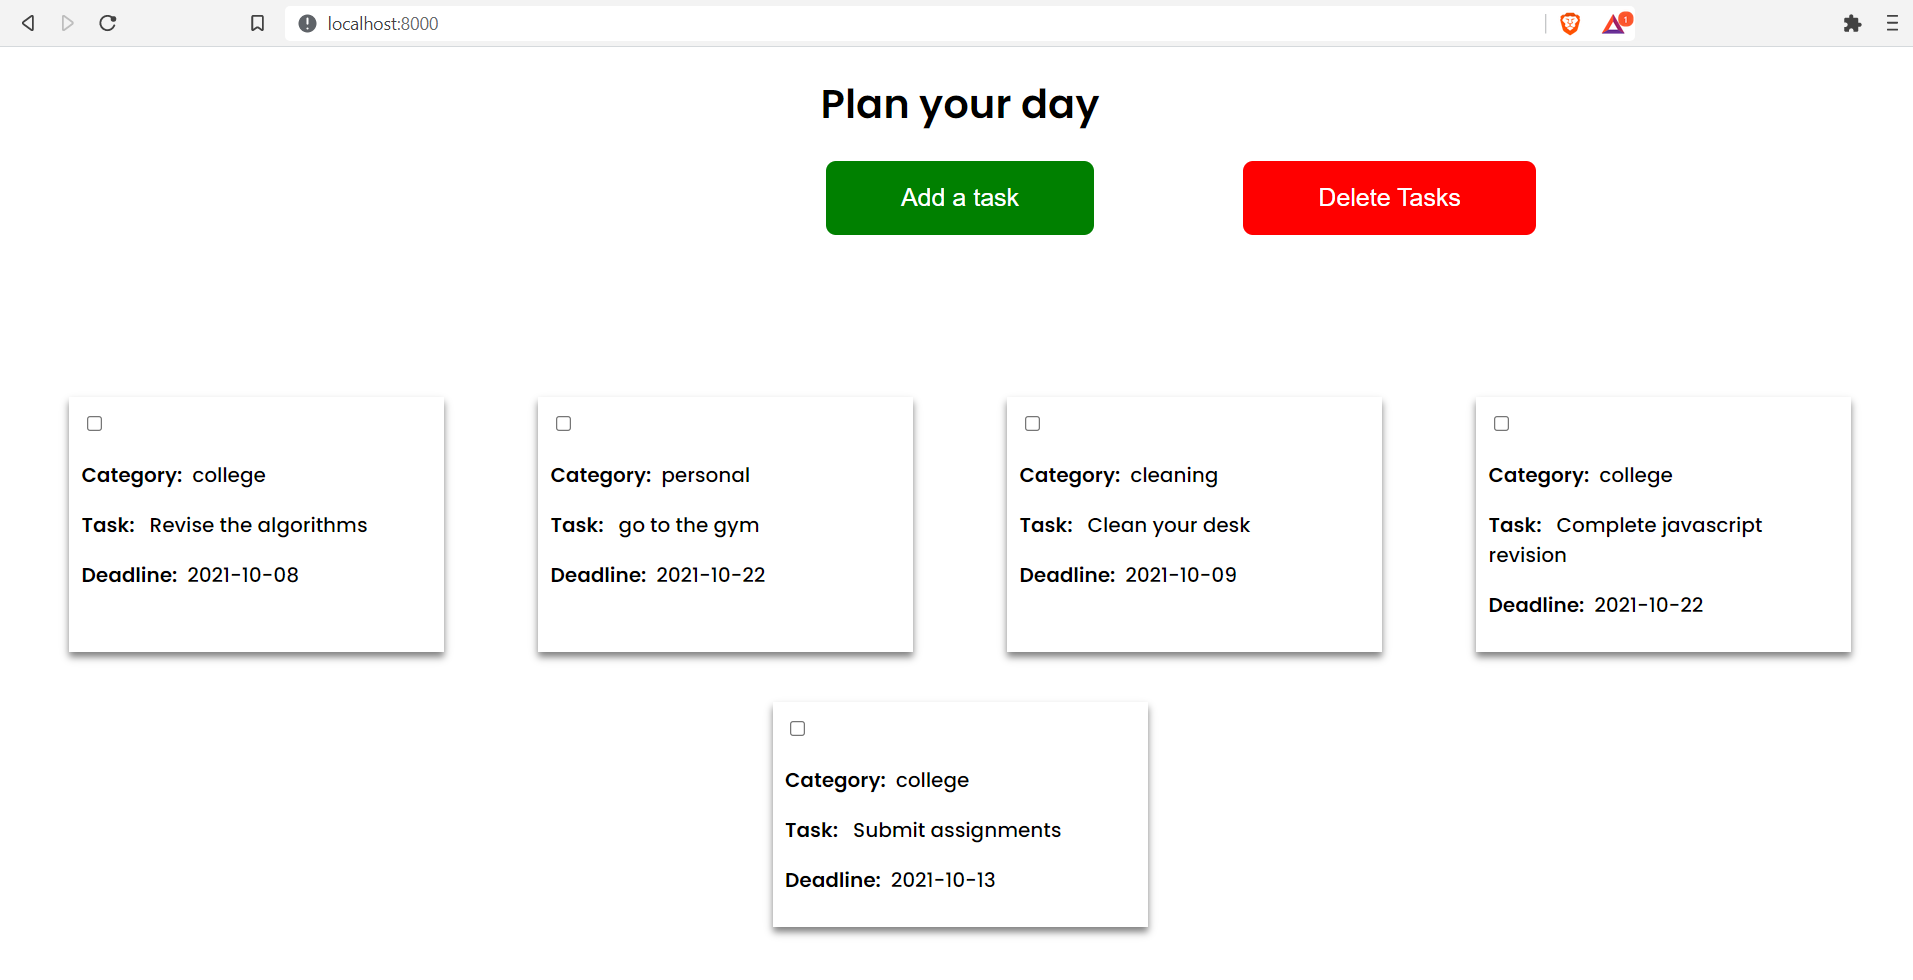 localhost:8000
1
Plan your day
Add a task
Delete Tasks
Category: college
Task: Revise the algorithms
Deadline: 2021-10-08
Category: personal
Task: go to the gym
Deadline: 2021-10-22
Category: cleaning
Task: Clean your desk
Deadline: 2021-10-09
Category: college
Task: Complete javascript
revision
Deadline: 2021-10-22
Category: college
Task: Submit assignments
Deadline: 2021-10-13